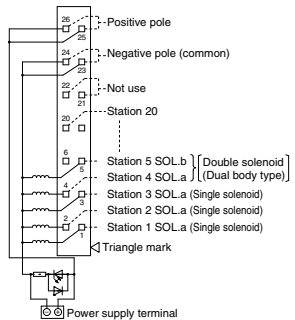 26 Positive pole
25
24 Negative pole (common)
23
22 Not use
21
Station 20
20
6
Station 5 SOL.b Double solenoid
5
Station 4 SOL.a (Dual body type)
4
Station 3 SOL.a (Single solenoid)
3
Station 2 SOL.a (Single solenoid)
2
Station 1 SOL.a (Single solenoid)
1
Triangle mark
Power supply terminal